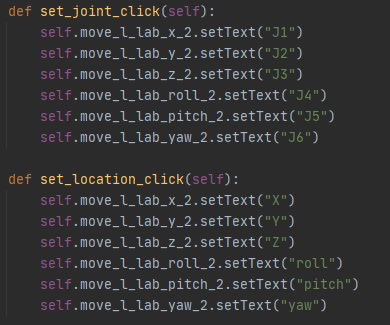 def set_joint_click(self):
    self.move_l_lab_x_2.setText("J1")
    self.move_l_lab_y_2.setText("J2")
    self.move_l_lab_z_2.setText("J3")
    self.move_l_lab_roll_2.setText("J4")
    self.move_l_lab_pitch_2.setText("J5")
    self.move_l_lab_yaw_2.setText("J6")

def set_location_click(self):
    self.move_l_lab_x_2.setText("X")
    self.move_l_lab_y_2.setText("Y")
    self.move_l_lab_z_2.setText("Z")
    self.move_l_lab_roll_2.setText("roll")
    self.move_l_lab_pitch_2.setText("pitch")
    self.move_l_lab_yaw_2.setText("yaw")